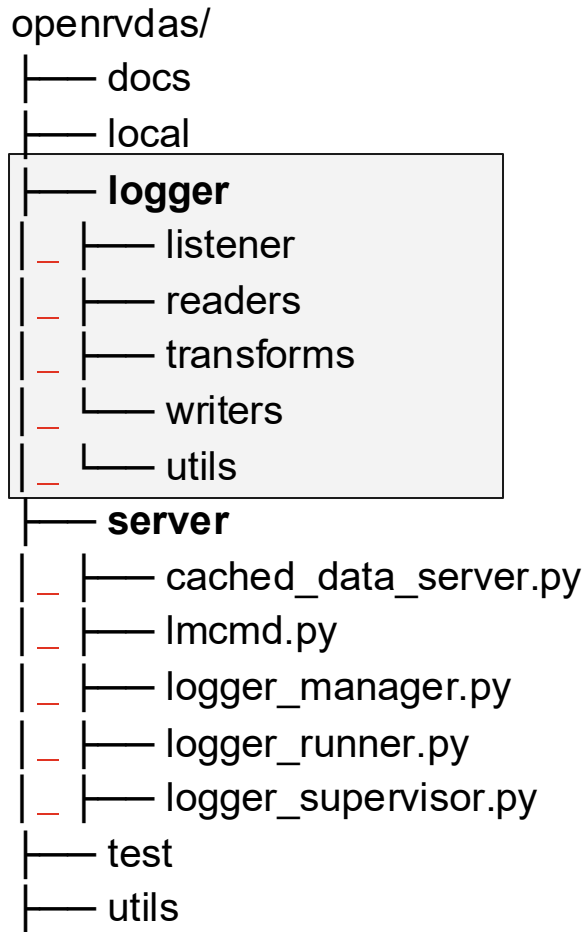 openrvdas/
├── docs
├── local
├── logger
| _ ├── listener
| _ ├── readers
| _ ├── transforms
| _ └── writers
| _ └── utils
├── server
| _ ├── cached_data_server.py
| _ ├── lmcmd.py
| _ ├── logger_manager.py
| _ ├── logger_runner.py
| _ ├── logger_supervisor.py
├── test
├── utils